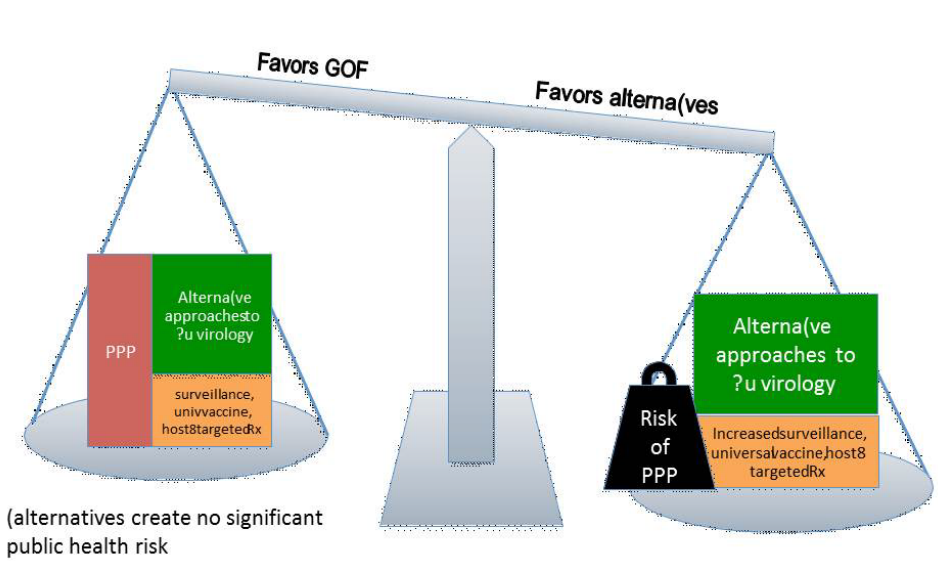 Favors GOF
Favors alterna(ves
PPP
Alterna(ve
approachesto
?u virology
surveillance,
univvaccine,
host8targetedRx
Risk
of
PPP
Alterna(ve
approaches to
?u virology
Increasedsurveillance,
universalvaccine,host8
targetedRx
(alternatives create no significant
public health risk